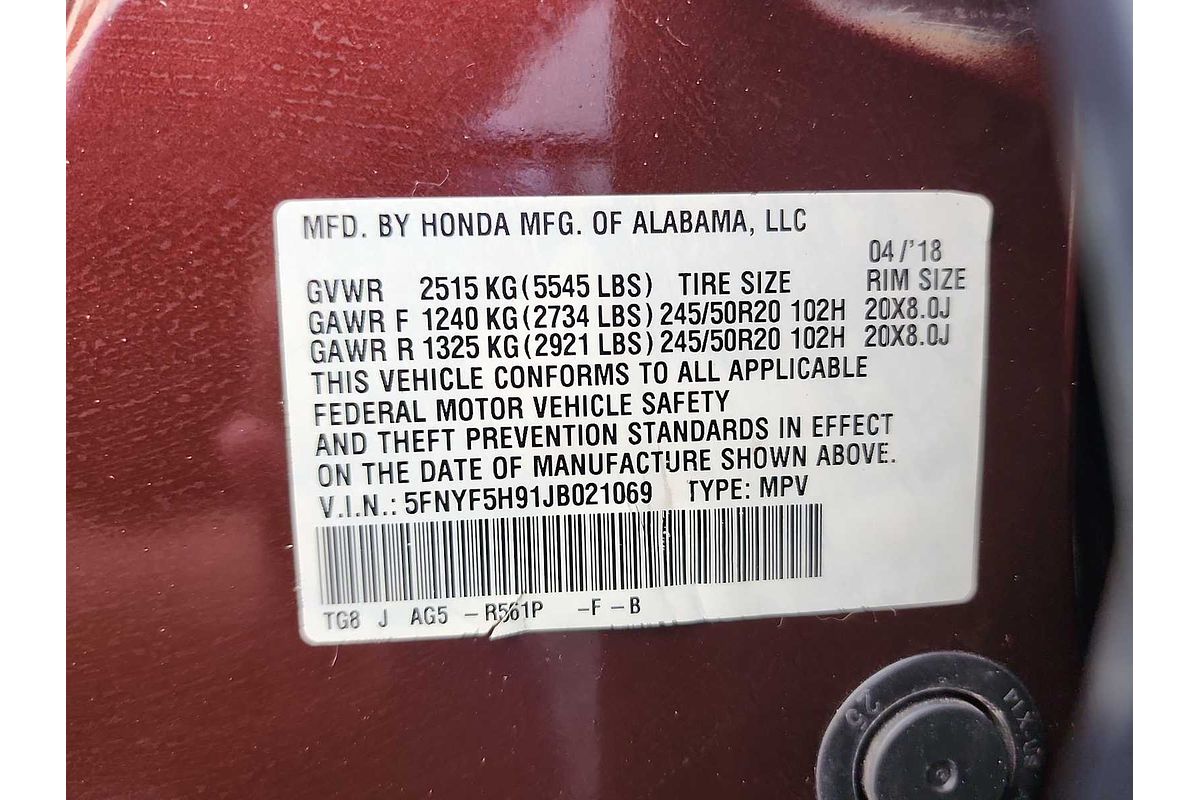 MFD. BY HONDA MFG. OF ALABAMA, LLC
04/'18
GVWR 2515 KG (5545 LBS) TIRE SIZE RIM SIZE
GAWR F 1240 KG (2734 LBS) 245/50R20 102H 20X8.0J
GAWR R 1325 KG (2921 LBS) 245/50R20 102H 20X8.0J
THIS VEHICLE CONFORMS TO ALL APPLICABLE
FEDERAL MOTOR VEHICLE SAFETY
AND THEFT PREVENTION STANDARDS IN EFFECT
ON THE DATE OF MANUFACTURE SHOWN ABOVE.
V.I.N.: 5FNYF5H91JB021069 TYPE: MPV
TG8 J AG5 -R561P -F -B
25